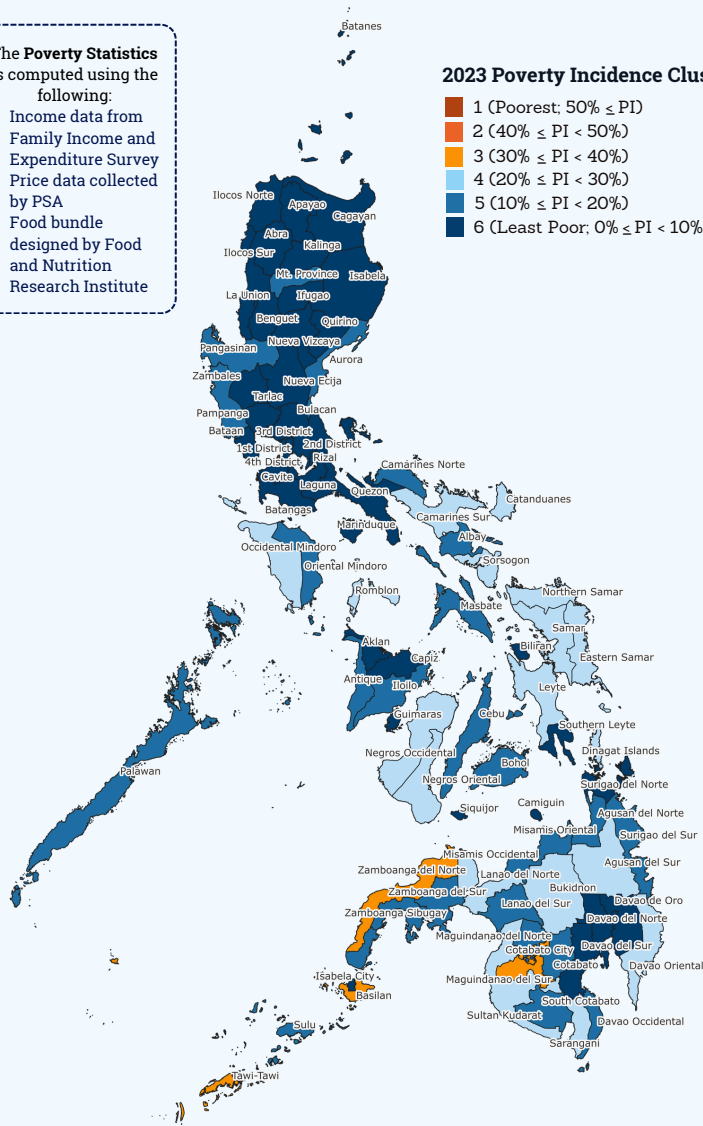 he Poverty Statistics
s computed using the
following:
Income data from
Family Income and
Expenditure Survey
Price data collected
by PSA
Food bundle
designed by Food
and Nutrition
Research Institute
2023 Poverty Incidence Clus
1 (Poorest; 50% ≤ PI)
2 (40% ≤ PI < 50%)
3 (30% ≤ PI < 40%)
4 (20% ≤ PI < 30%)
5 (10% ≤ PI < 20%)
6 (Least Poor; 0% ≤ PI < 10%
Batanes
Ilocos Norte
Apayao
Cagayan
Abra
Kalinga
Ilocos Sur
Mt. Province
Isabela
La Union
Ifugao
Benguet
Quirino
Nueva Vizcaya
Pangasinan
Aurora
Zambales
Nueva Ecija
Tarlac
Pampanga
Bulacan
Bataan
3rd District
1st District
2nd District
4th District
Rizal
Cavite
Laguna
Quezon
Camarines Norte
Batangas
Catanduanes
Camarines Sur
Marinduque
Albay
Occidental Mindoro
Oriental Mindoro
Sorsogon
Romblon
Northern Samar
Masbate
Samar
Aklan
Biliran
Capiz
Eastern Samar
Antique
Iloilo
Leyte
Guimaras
Cebu
Southern Leyte
Negros Occidental
Dinagat Islands
Bohol
Palawan
Negros Oriental
Surigao del Norte
Siquijor
Camiguin
Agusan del Norte
Misamis Oriental
Surigao del Sur
Misamis Occidental
Agusan del Sur
Zamboanga del Norte
Lanao del Norte
Bukidnon
Zamboanga del Sur
Lanao del Sur
Davao de Oro
Zamboanga Sibugay
Davao del Norte
Maguindanao del Norte
Cotabato City
Davao del Sur
Cotabato
Davao Oriental
Isabela City
Maguindanao del Sur
Basilan
South Cotabato
Sultan Kudarat
Davao Occidental
Sulu
Sarangani
Tawi-Tawi